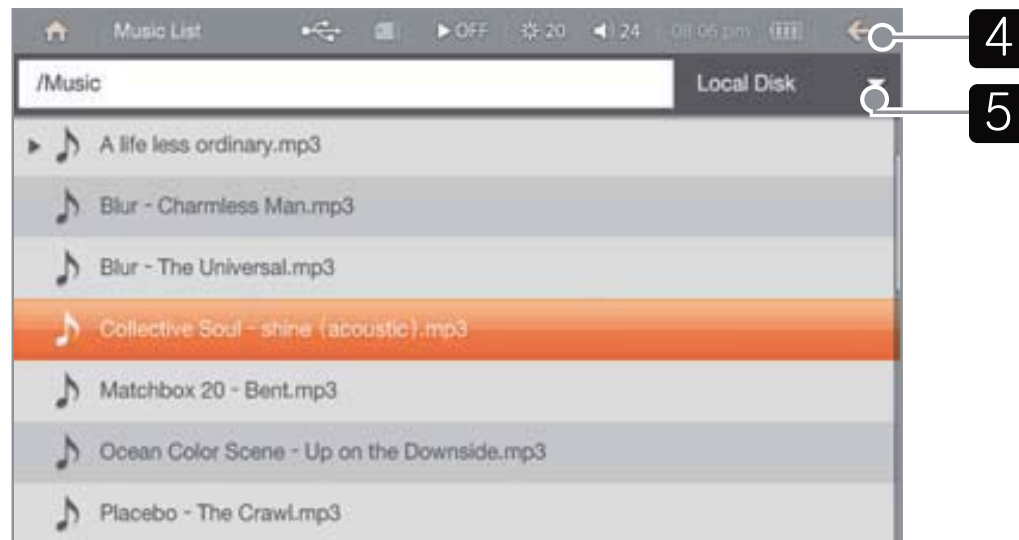 Music List OFF 20 24 08:06 pm
4
/Music Local Disk
5
A life less ordinary.mp3
Blur - Charmless Man.mp3
Blur - The Universal.mp3
Collective Soul - shine (acoustic).mp3
Matchbox 20 - Bent.mp3
Ocean Color Scene - Up on the Downside.mp3
Placebo - The Crawl.mp3